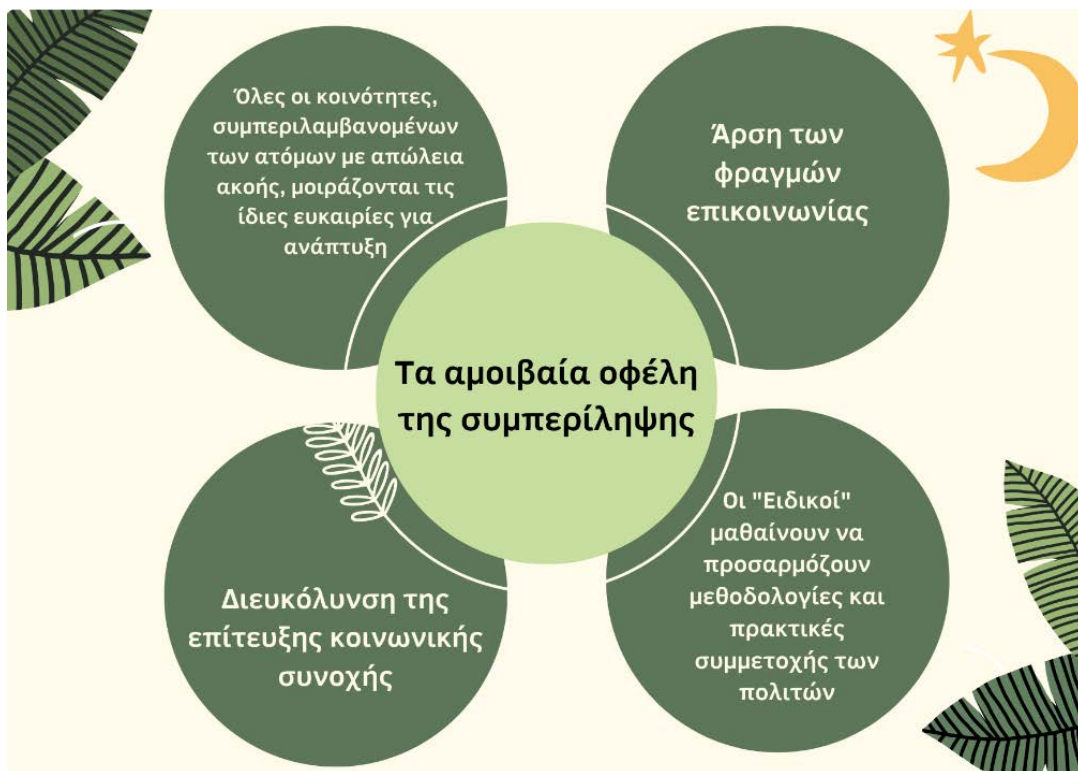 Όλες οι κοινότητες,
συμπεριλαμβανομένων
των ατόμων με απώλεια
ακοής, μοιράζονται τις
ίδιες ευκαιρίες για
ανάπτυξη
Άρση των
φραγμών
επικοινωνίας
Τα αμοιβαία οφέλη
της συμπερίληψης
Διευκόλυνση της
επίτευξης κοινωνικής
συνοχής
Οι "Ειδικοί"
μαθαίνουν να
προσαρμόζουν
μεθοδολογίες και
πρακτικές
συμμετοχής των
πολιτών